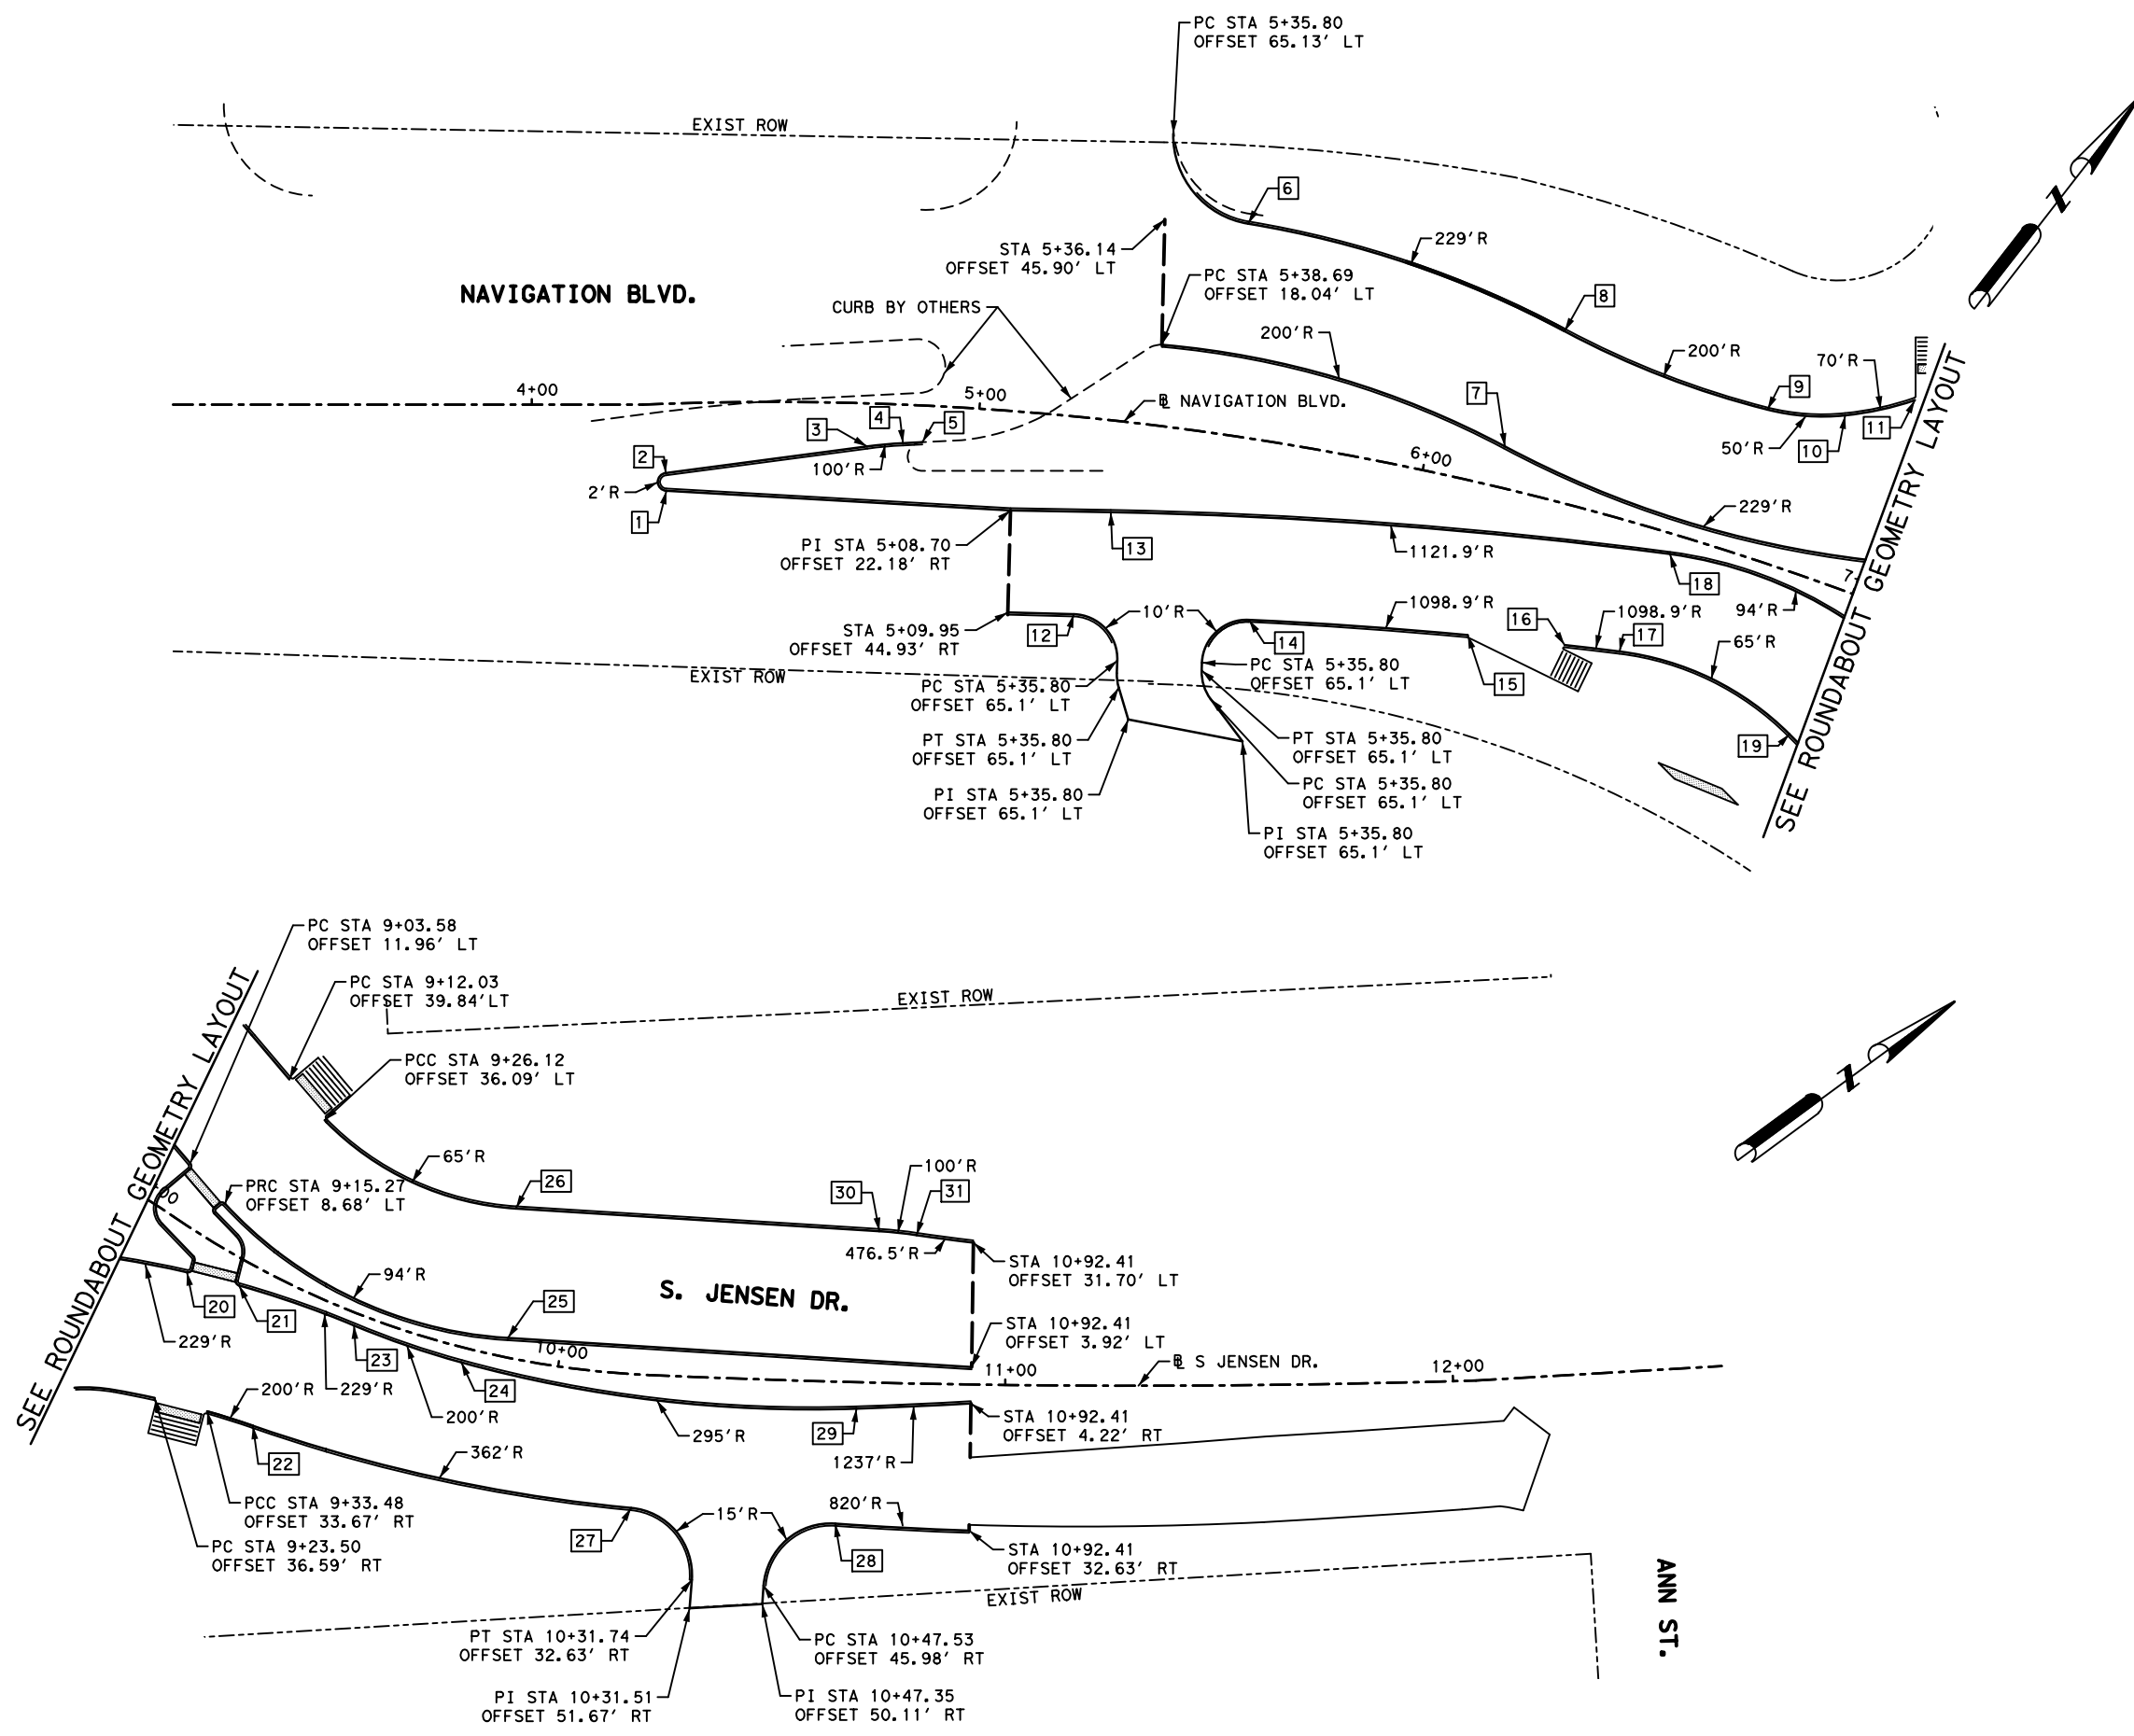 PC STA 5+35.80
OFFSET 65.13' LT
EXIST ROW
6
STA 5+36.14
OFFSET 45.90' LT
229'R
NAVIGATION BLVD.
PC STA 5+38.69
OFFSET 18.04' LT
CURB BY OTHERS
8
200'R
200'R
70'R
4+00
5+00
℄ NAVIGATION BLVD.
7
9
3
4
5
50'R
10
11
2
100'R
6+00
2'R
1
229'R
PI STA 5+08.70
OFFSET 22.18' RT
13
1121.9'R
7
18
94'R
SEE ROUNDABOUT GEOMETRY LAYOUT
STA 5+09.95
OFFSET 44.93' RT
12
10'R
1098.9'R
16
1098.9'R
17
14
65'R
EXIST ROW
PC STA 5+35.80
OFFSET 65.1' LT
PC STA 5+35.80
OFFSET 65.1' LT
15
PT STA 5+35.80
OFFSET 65.1' LT
PT STA 5+35.80
OFFSET 65.1' LT
19
PI STA 5+35.80
OFFSET 65.1' LT
PC STA 5+35.80
OFFSET 65.1' LT
PI STA 5+35.80
OFFSET 65.1' LT
PC STA 9+03.58
OFFSET 11.96' LT
PC STA 9+12.03
OFFSET 39.84'LT
EXIST ROW
SEE ROUNDABOUT GEOMETRY LAYOUT
PCC STA 9+26.12
OFFSET 36.09' LT
65'R
26
30
100'R
31
PRC STA 9+15.27
OFFSET 8.68' LT
00
476.5'R
STA 10+92.41
OFFSET 31.70' LT
94'R
S. JENSEN DR.
25
20
21
STA 10+92.41
OFFSET 3.92' LT
229'R
23
10+00
11+00
℄ S JENSEN DR.
12+00
200'R
229'R
24
200'R
295'R
29
STA 10+92.41
OFFSET 4.22' RT
22
362'R
1237'R
PCC STA 9+33.48
OFFSET 33.67' RT
15'R
820'R
27
28
PC STA 9+23.50
OFFSET 36.59' RT
STA 10+92.41
OFFSET 32.63' RT
EXIST ROW
ANN ST.
PT STA 10+31.74
OFFSET 32.63' RT
PC STA 10+47.53
OFFSET 45.98' RT
PI STA 10+31.51
OFFSET 51.67' RT
PI STA 10+47.35
OFFSET 50.11' RT